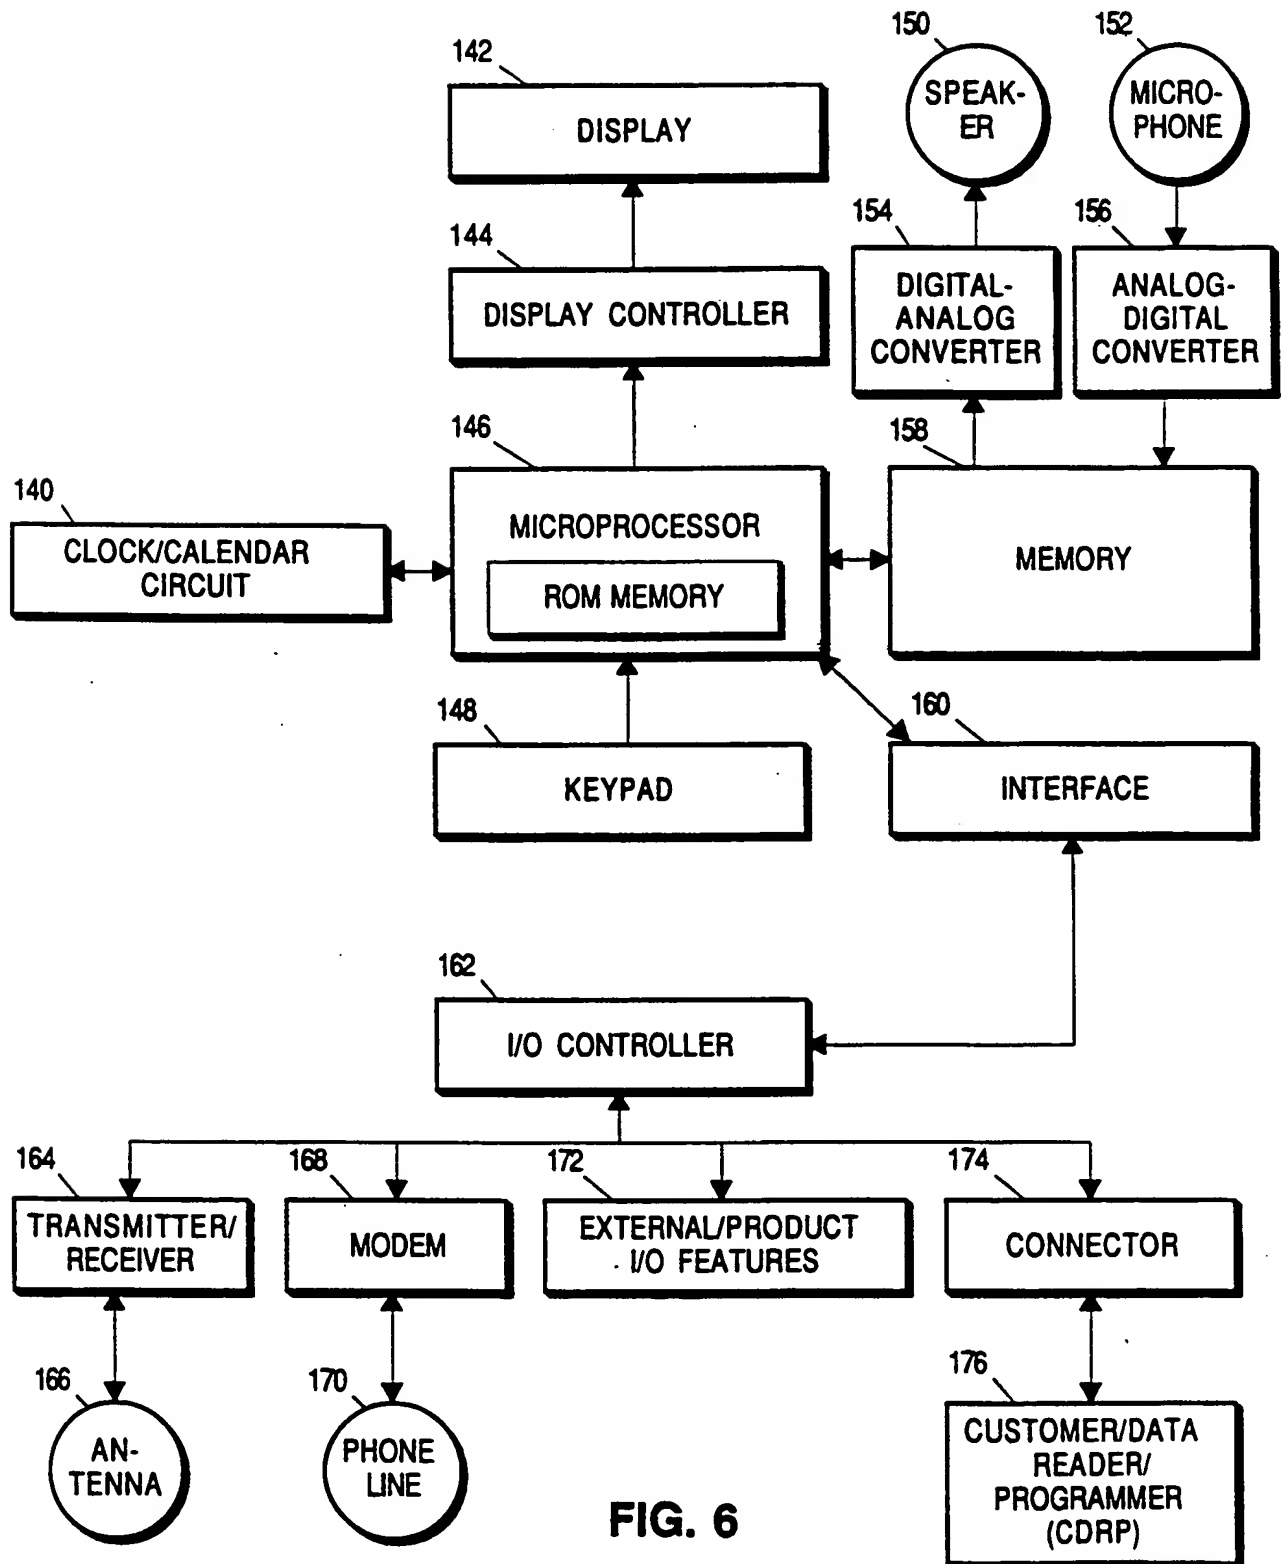 150
152
142
SPEAK-
ER
MICRO-
PHONE
DISPLAY
154
156
144
DIGITAL-
ANALOG
CONVERTER
ANALOG-
DIGITAL
CONVERTER
DISPLAY CONTROLLER
146
158
140
MICROPROCESSOR
CLOCK/CALENDAR
CIRCUIT
MEMORY
ROM MEMORY
148
160
KEYPAD
INTERFACE
162
I/O CONTROLLER
164
168
172
174
TRANSMITTER/
RECEIVER
MODEM
EXTERNAL/PRODUCT
I/O FEATURES
CONNECTOR
166
170
176
AN-
TENNA
PHONE
LINE
CUSTOMER/DATA
READER/
PROGRAMMER
(CDRP)
FIG. 6